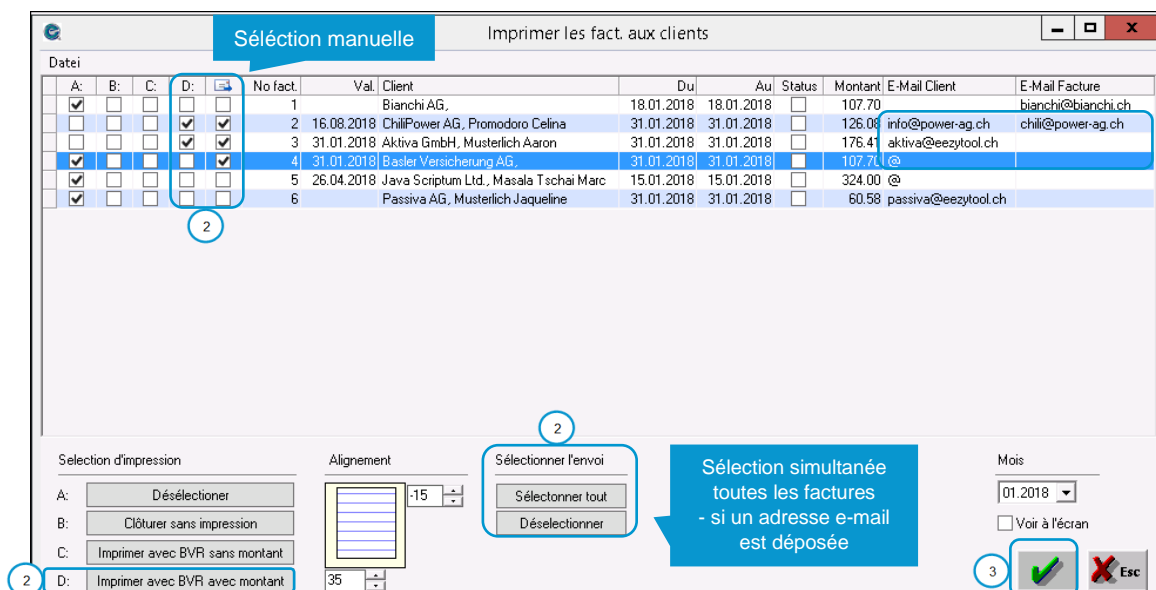 Séléction manuelle
Imprimer les fact. aux clients
Datei
A: B: C: D: No fact. Val. Client Du Au Status Montant E-Mail Client E-Mail Facture
1 Bianchi AG, 18.01.2018 18.01.2018 107.70 bianchi@bianchi.ch
2 16.08.2018 ChiliPower AG, Promodoro Celina 31.01.2018 31.01.2018 126.08 info@power-ag.ch chili@power-ag.ch
3 31.01.2018 Aktiva GmbH, Musterlich Aaron 31.01.2018 31.01.2018 176.41 aktiva@eezytool.ch
4 31.01.2018 Basler Versicherung AG, 31.01.2018 31.01.2018 107.70 @
5 26.04.2018 Java Scriptum Ltd., Masala Tschai Marc 15.01.2018 15.01.2018 324.00 @
6 Passiva AG, Musterlich Jaqueline 31.01.2018 31.01.2018 60.58 passiva@eezytool.ch
2
2
Selection d'impression
A: Désélectioner
B: Clôturer sans impression
C: Imprimer avec BVR sans montant
2 D: Imprimer avec BVR avec montant
Alignement
-15
35
Sélectionner l'envoi
Sélectonner tout
Déselectionner
Sélection simultanée
toutes les factures
- si un adresse e-mail
est déposée
Mois
01.2018
Voir à l'écran
3
Esc